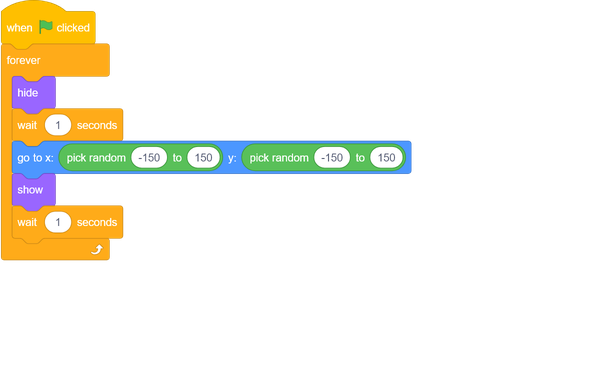 when clicked
forever
hide
wait 1 seconds
go to x: pick random -150 to 150 y: pick random -150 to 150
show
wait 1 seconds